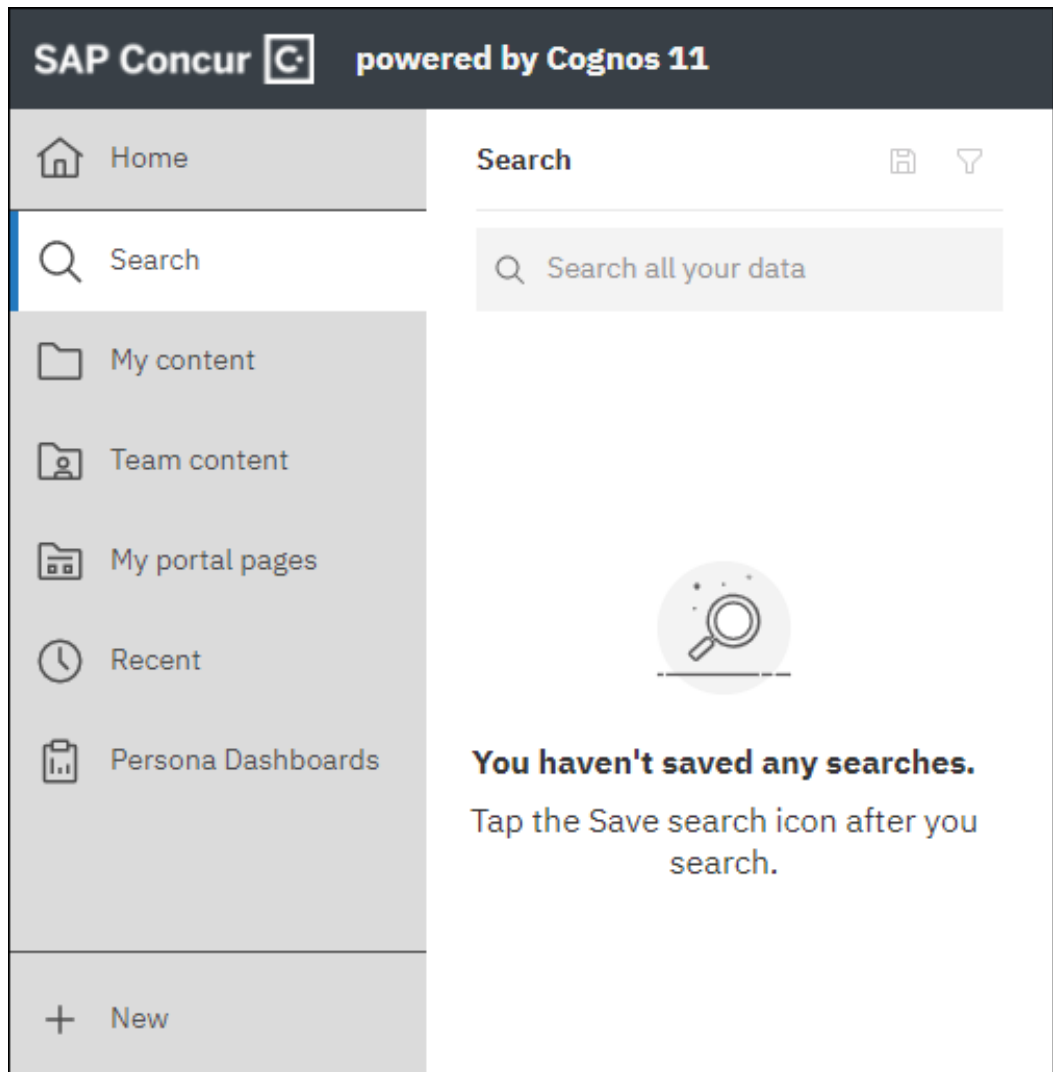 SAP Concur C powered by Cognos 11
Home
Search
My content
Team content
My portal pages
Recent
Persona Dashboards
New
Search
Search all your data
You haven't saved any searches.
Tap the Save search icon after you
search.